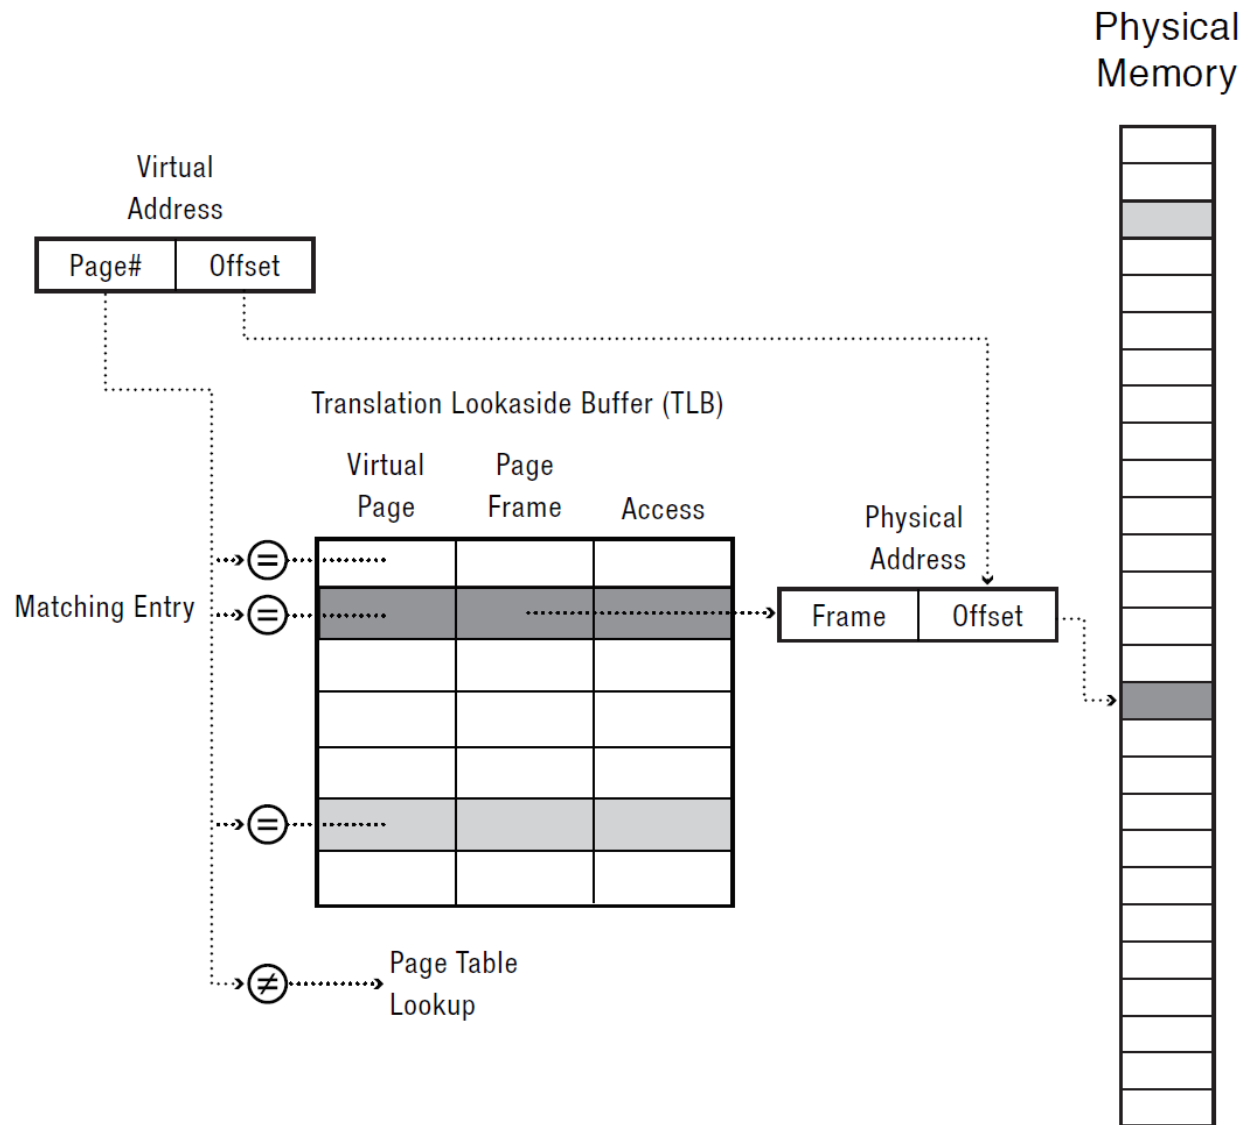 Physical
Memory
Virtual
Address
Page#
Offset
Translation Lookaside Buffer (TLB)
Virtual
Page
Page
Frame
Access
Physical
Address
Matching Entry
=
=
Frame
Offset
=
≠
Page Table
Lookup